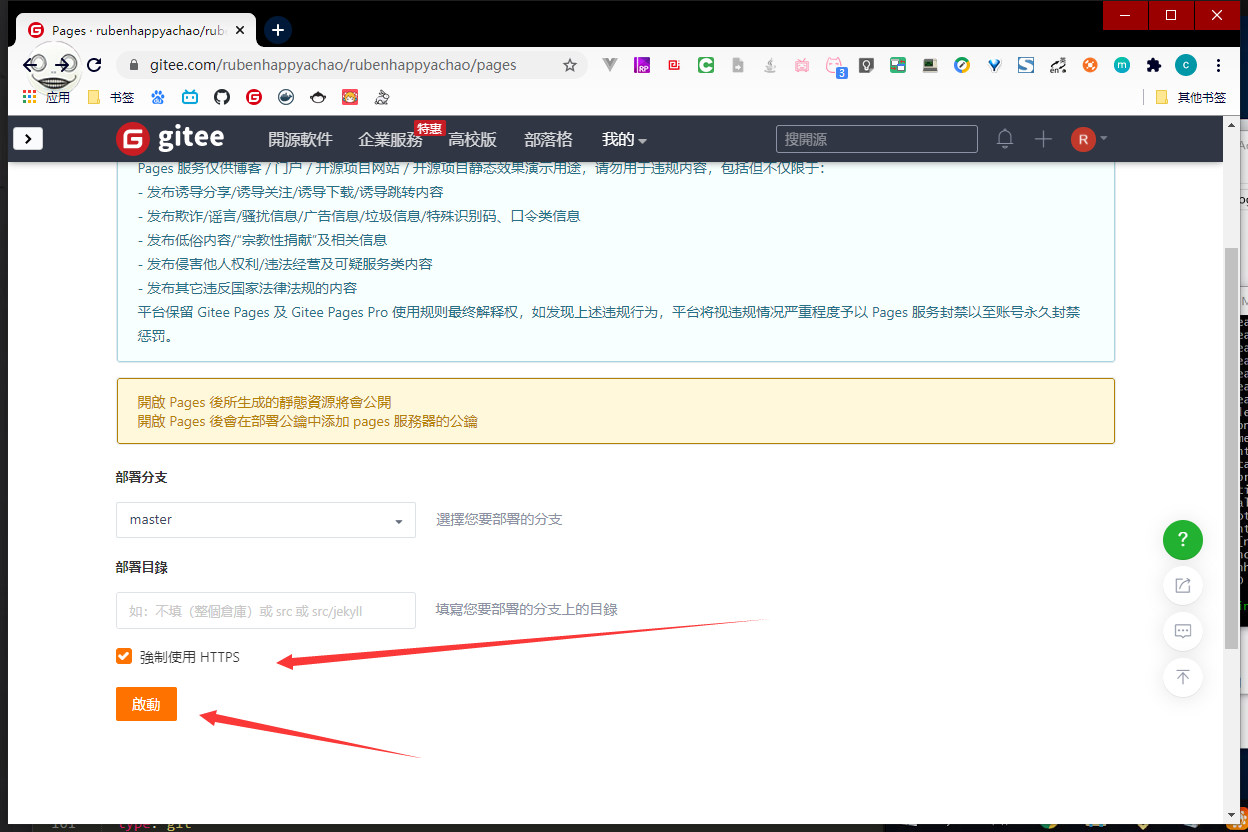 Pages · rubenhappyachao/rub
gitee.com/rubenhappyachao/rubenhappyachao/pages
RP
3
en
m
c
应用
书签
其他书签
gitee
開源軟件
企業服務
特惠
高校版
部落格
我的
搜開源
R
Pages 服务仅供博客 / 门户 / 开源项目网站 / 开源项目静态效果演示用途，请勿用于违规内容，包括但不仅限于：
- 发布诱导分享/诱导关注/诱导下载/诱导跳转内容
- 发布欺诈/谣言/骚扰信息/广告信息/垃圾信息/特殊识别码、口令类信息
- 发布低俗内容/“宗教性捐献”及相关信息
- 发布侵害他人权利/违法经营及可疑服务类内容
- 发布其它违反国家法律法规的内容
平台保留 Gitee Pages 及 Gitee Pages Pro 使用规则最终解释权，如发现上述违规行为，平台将视违规情况严重程度予以 Pages 服务封禁以至账号永久封禁
惩罚。
開啟 Pages 後所生成的靜態資源將會公開
開啟 Pages 後會在部署公鑰中添加 pages 服務器的公鑰
部署分支
master
選擇您要部署的分支
部署目錄
如：不填（整個倉庫）或 src 或 src/jekyll
填寫您要部署的分支上的目錄
強制使用 HTTPS
啟動
?
type: git